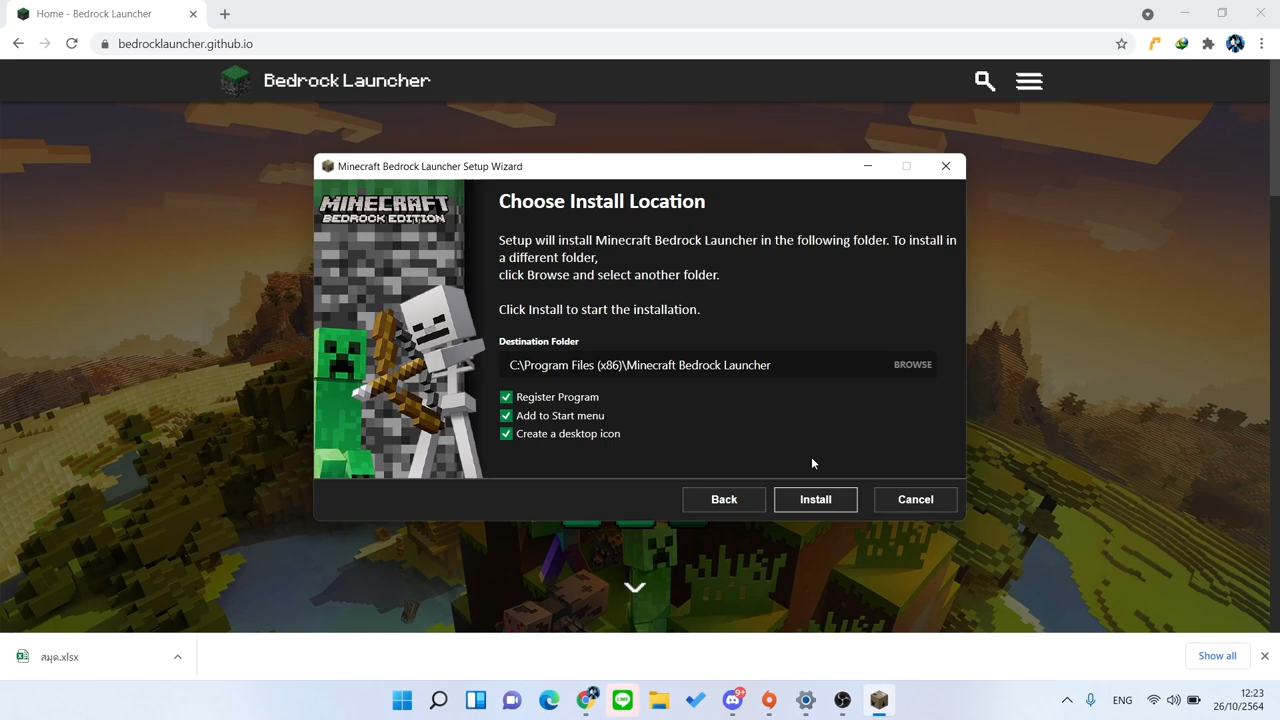 Home - Bedrock Launcher
bedrocklauncher.github.io
Bedrock Launcher
Minecraft Bedrock Launcher Setup Wizard
MINECRAFT
BEDROCK EDITION
Choose Install Location
Setup will install Minecraft Bedrock Launcher in the following folder. To install in
a different folder,
click Browse and select another folder.
Click Install to start the installation.
Destination Folder
C:\Program Files (x86)\Minecraft Bedrock Launcher
BROWSE
Register Program
Add to Start menu
Create a desktop icon
Back
Install
Cancel
สมุด.xlsx
Show all
LINE
9+
ENG
12:23
26/10/2564